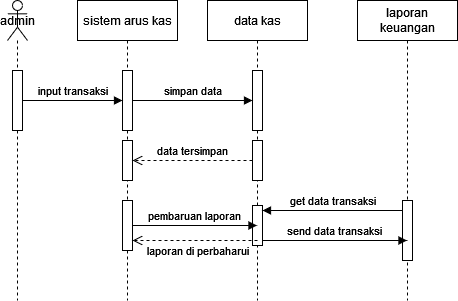 admin
sistem arus kas
data kas
laporan
keuangan
input transaksi
simpan data
data tersimpan
get data transaksi
pembaruan laporan
send data transaksi
laporan di perbaharui